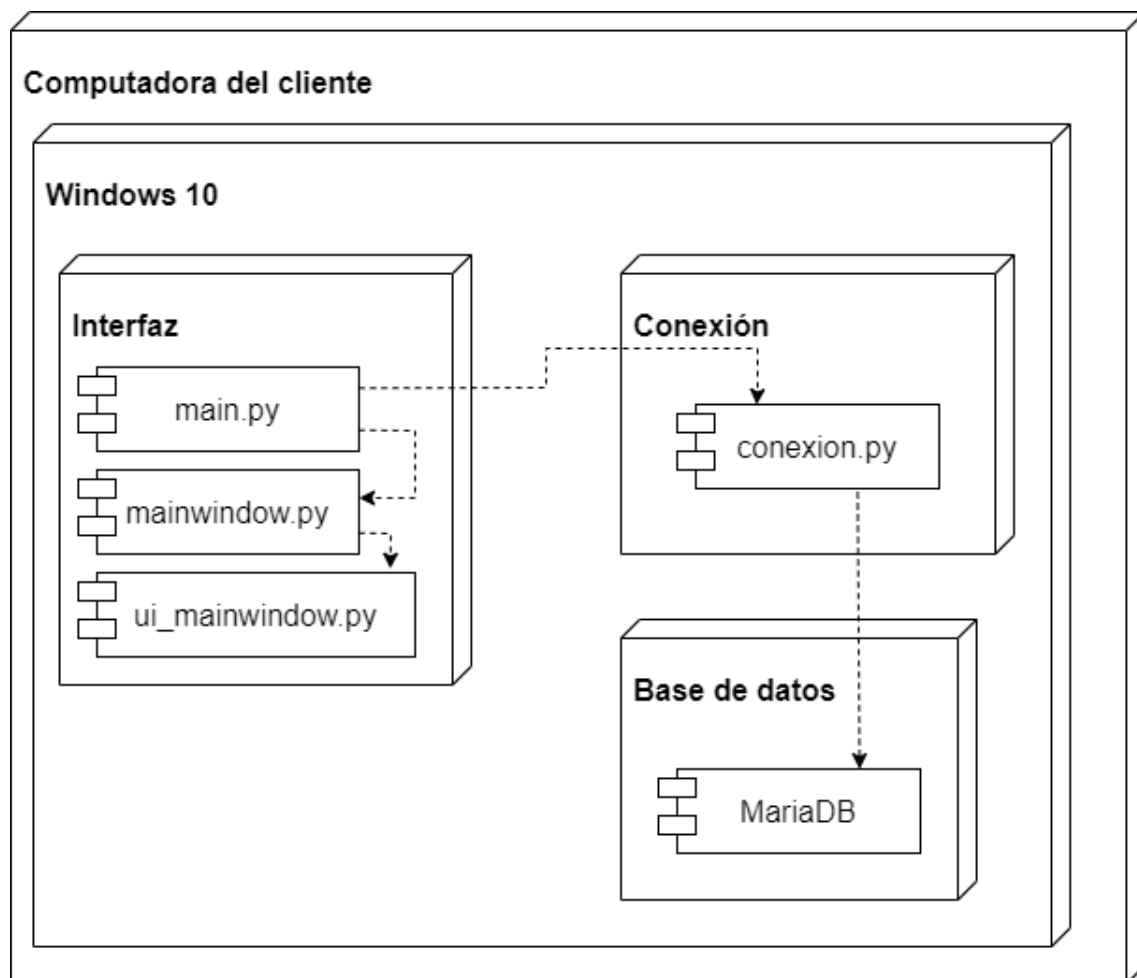 Computadora del cliente
Windows 10
Interfaz
main.py
mainwindow.py
ui_mainwindow.py
Conexión
conexion.py
Base de datos
MariaDB